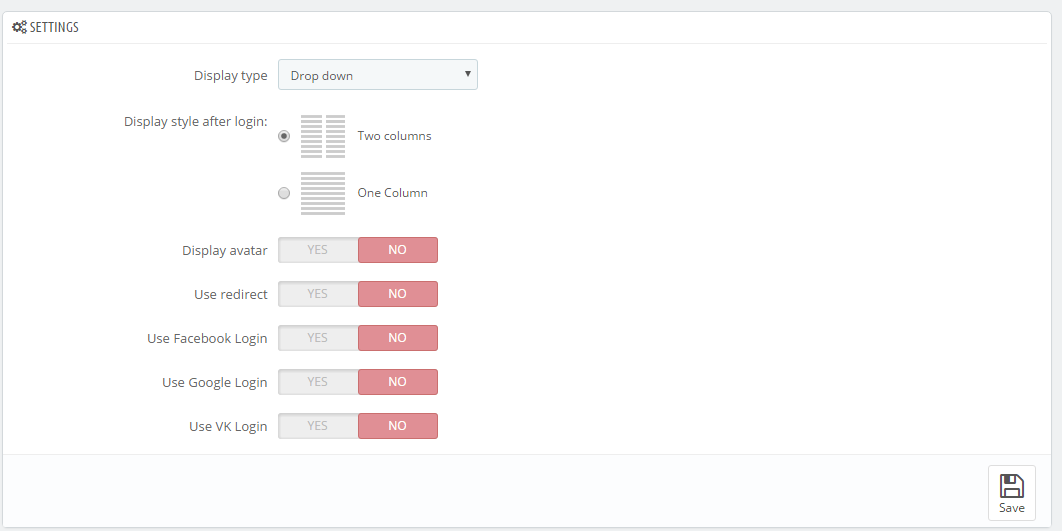 SETTINGS
Display type Drop down
Display style after login: Two columns
One Column
Display avatar YES NO
Use redirect YES NO
Use Facebook Login YES NO
Use Google Login YES NO
Use VK Login YES NO
Save